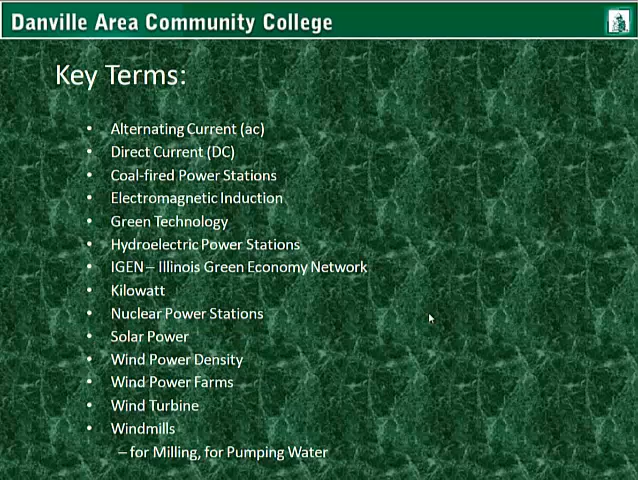 Danville Area Community College
Key Terms:
• Alternating Current (ac)
• Direct Current (DC)
• Coal-fired Power Stations
• Electromagnetic Induction
• Green Technology
• Hydroelectric Power Stations
• IGEN – Illinois Green Economy Network
• Kilowatt
• Nuclear Power Stations
• Solar Power
• Wind Power Density
• Wind Power Farms
• Wind Turbine
• Windmills
– for Milling, for Pumping Water